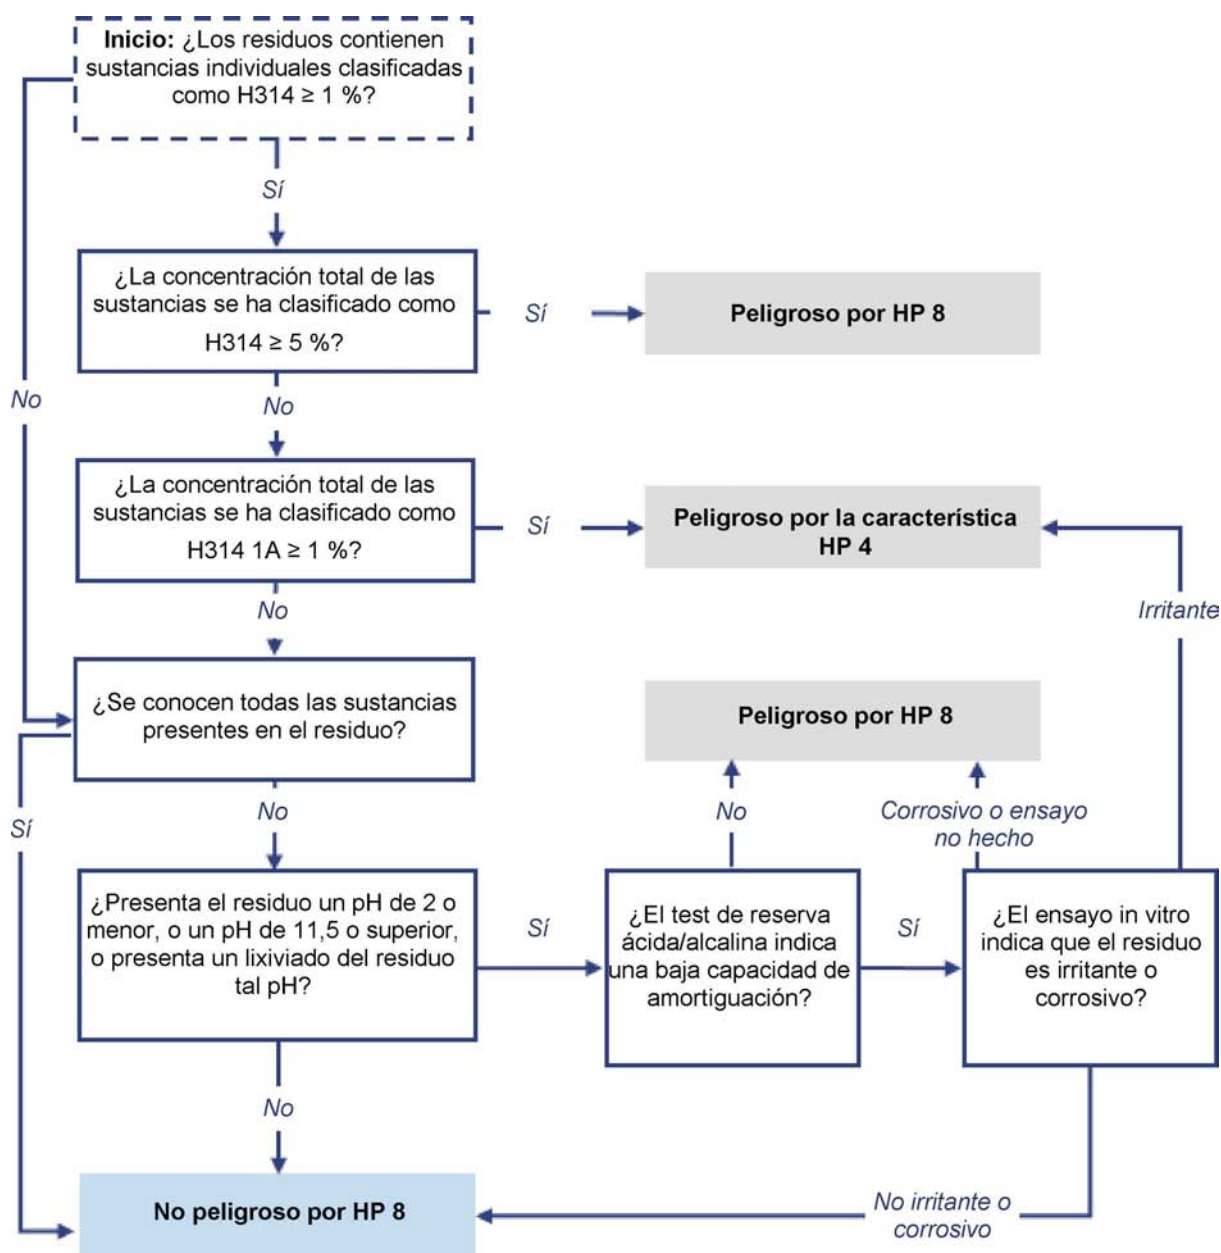 Inicio: ¿Los residuos contienen
sustancias individuales clasificadas
como H314 ≥ 1 %?
Sí
¿La concentración total de las
sustancias se ha clasificado como
H314 ≥ 5 %?
Sí
Peligroso por HP 8
No
No
¿La concentración total de las
sustancias se ha clasificado como
H314 1A ≥ 1 %?
Sí
Peligroso por la característica
HP 4
No
Irritante
¿Se conocen todas las sustancias
presentes en el residuo?
Peligroso por HP 8
Sí
No
No
Corrosivo o ensayo
no hecho
¿Presenta el residuo un pH de 2 o
menor, o un pH de 11,5 o superior,
o presenta un lixiviado del residuo
tal pH?
Sí
¿El test de reserva
ácida/alcalina indica
una baja capacidad de
amortiguación?
Sí
¿El ensayo in vitro
indica que el residuo
es irritante o
corrosivo?
No
No peligroso por HP 8
No irritante o
corrosivo